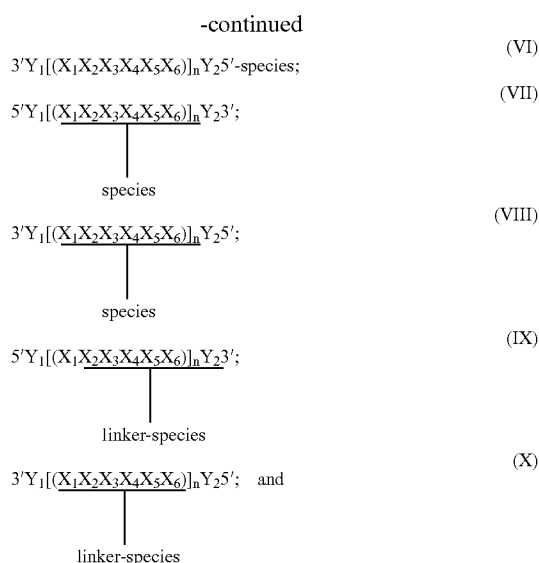 -continued
(VI)
3′Y₁[(X₁X₂X₃X₄X₅X₆)]ₙY₂5′-species;
(VII)
5′Y₁[(X₁X₂X₃X₄X₅X₆)]ₙY₂3′;
species
(VIII)
3′Y₁[(X₁X₂X₃X₄X₅X₆)]ₙY₂5′;
species
(IX)
5′Y₁[(X₁X₂X₃X₄X₅X₆)]ₙY₂3′;
linker-species
(X)
3′Y₁[(X₁X₂X₃X₄X₅X₆)]ₙY₂5′; and
linker-species